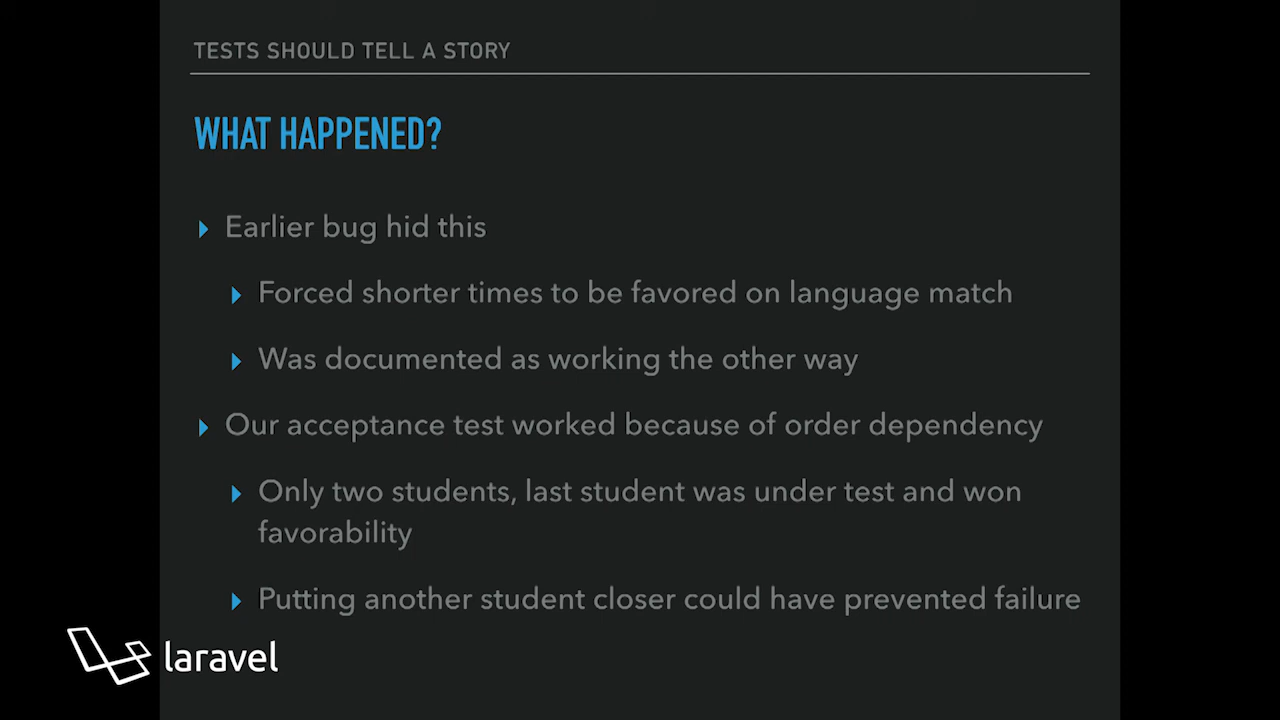 TESTS SHOULD TELL A STORY
WHAT HAPPENED?
Earlier bug hid this
Forced shorter times to be favored on language match
Was documented as working the other way
Our acceptance test worked because of order dependency
Only two students, last student was under test and won
favorability
Putting another student closer could have prevented failure
laravel